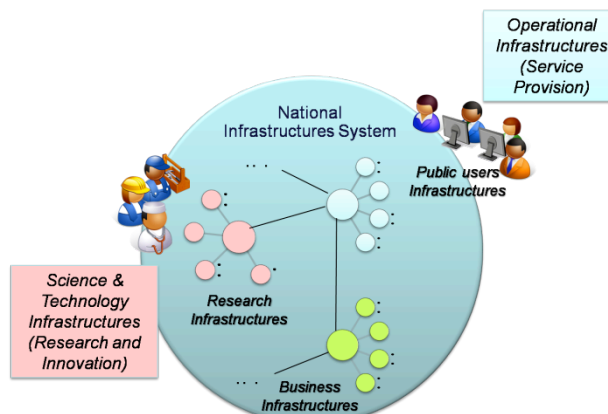 Operational
Infrastructures
(Service
Provision)
National
Infrastructures System
Public users
Infrastructures
Science &
Technology
Infrastructures
(Research and
Innovation)
Research
Infrastructures
Business
Infrastructures